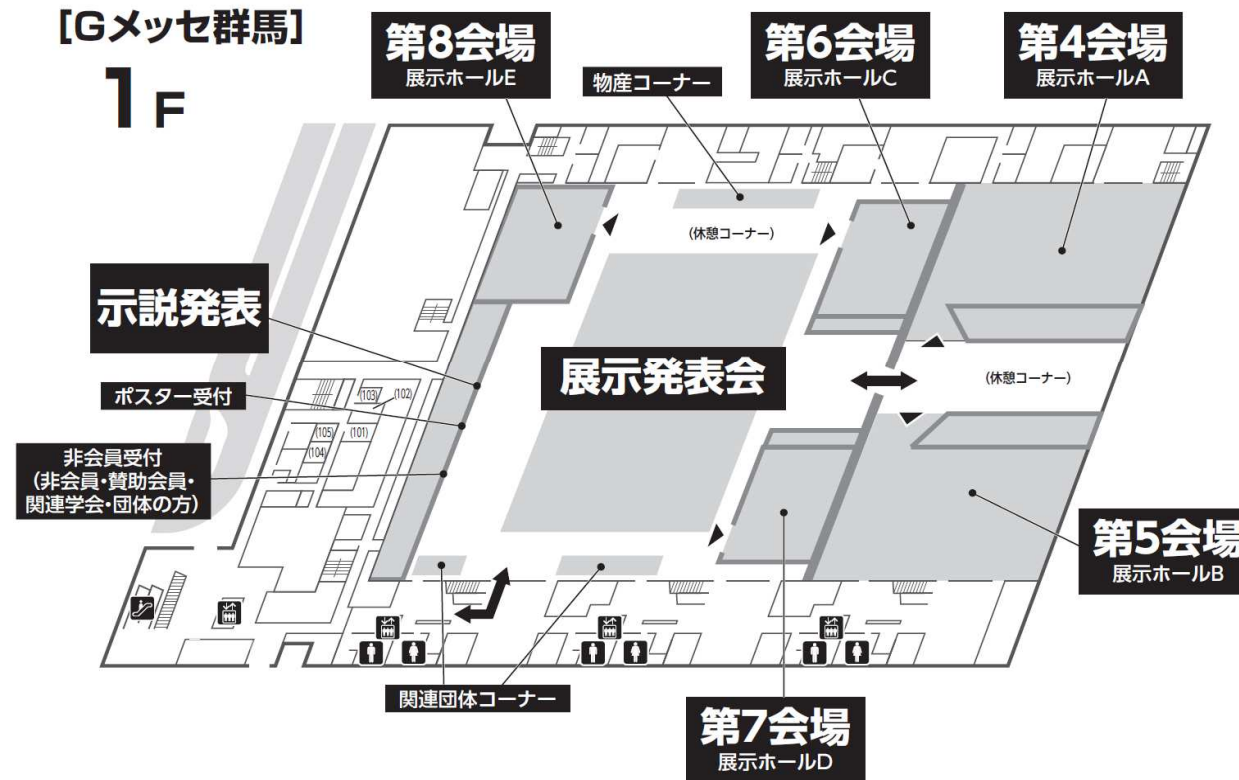 [Gメッセ群馬]
1F
第8会場
展示ホールE
物産コーナー
第6会場
展示ホールC
第4会場
展示ホールA
(休憩コーナー)
示説発表
展示発表会
(休憩コーナー)
ポスター受付
(103)
(102)
(105)
(101)
(104)
非会員受付
(非会員・賛助会員・
関連学会・団体の方)
第5会場
展示ホールB
関連団体コーナー
第7会場
展示ホールD